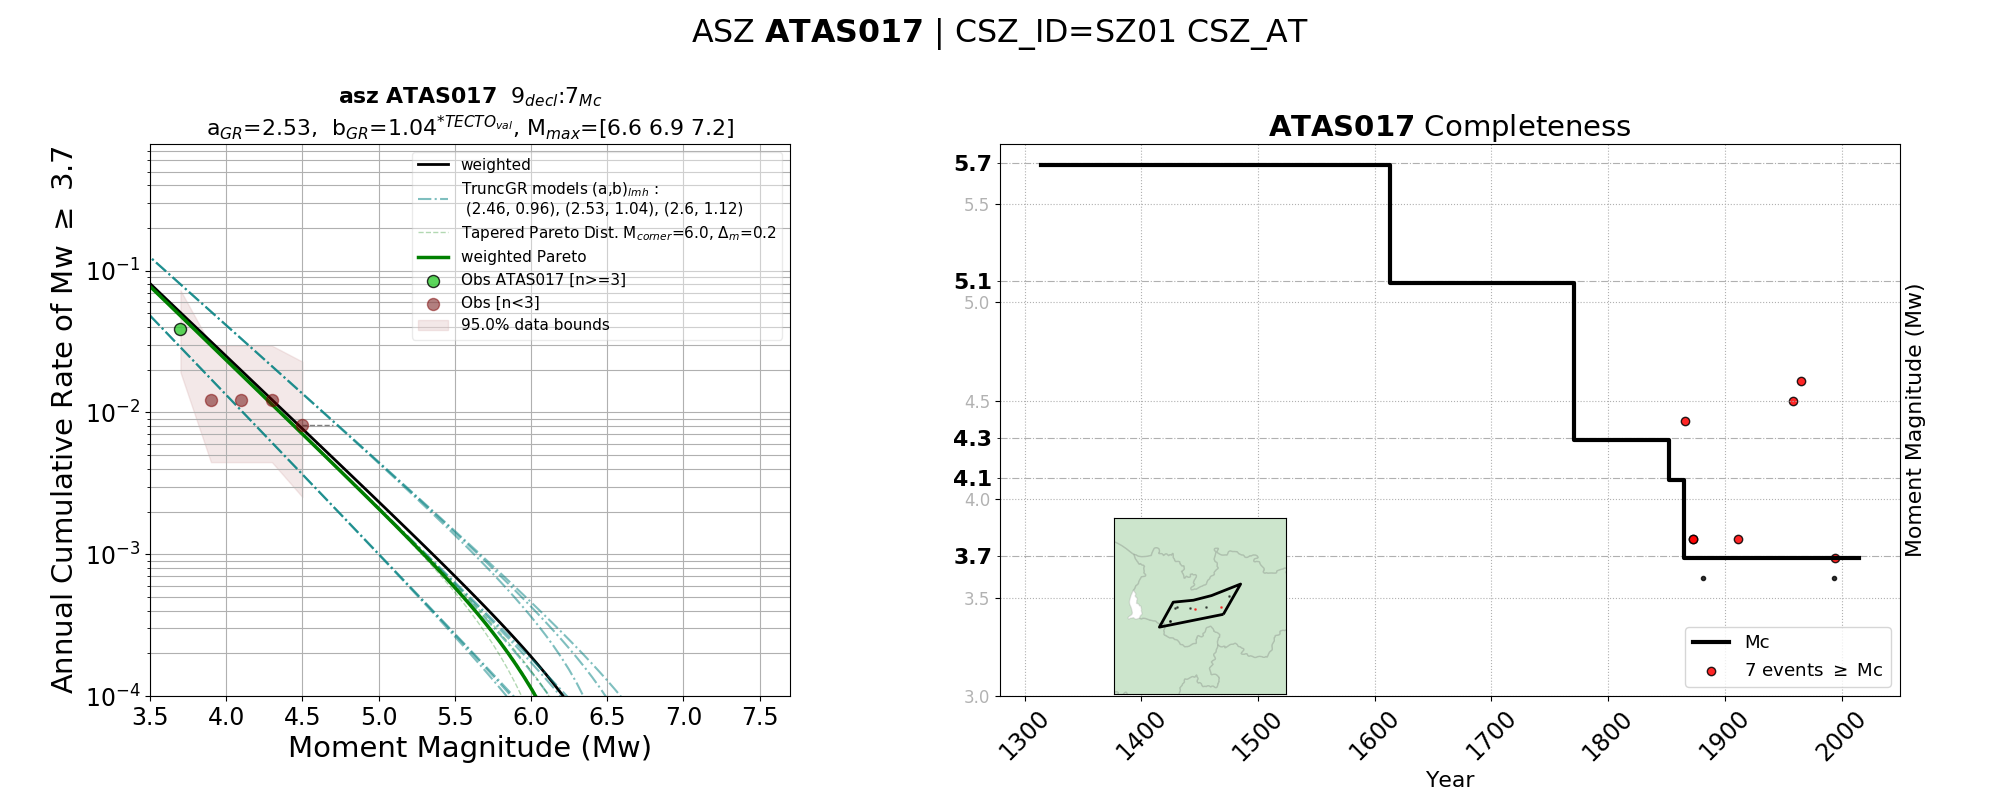 ASZ ATAS017 | CSZ_ID=SZ01 CSZ_AT
asz ATAS017 9decl:7Mc
aGR=2.53, bGR=1.04*TECTOval, Mmax=[6.6 6.9 7.2]
Annual Cumulative Rate of Mw ≥ 3.7
10−1
10−2
10−3
10−4
weighted
TruncGR models (a,b)lmh :
(2.46, 0.96), (2.53, 1.04), (2.6, 1.12)
Tapered Pareto Dist. Mcorner=6.0, Δm=0.2
weighted Pareto
Obs ATAS017 [n>=3]
Obs [n<3]
95.0% data bounds
3.5 4.0 4.5 5.0 5.5 6.0 6.5 7.0 7.5
Moment Magnitude (Mw)
ATAS017 Completeness
5.7
5.5
5.1
5.0
4.5
4.3
4.1
4.0
3.7
3.5
3.0
Moment Magnitude (Mw)
Mc
7 events ≥ Mc
1300 1400 1500 1600 1700 1800 1900 2000
Year